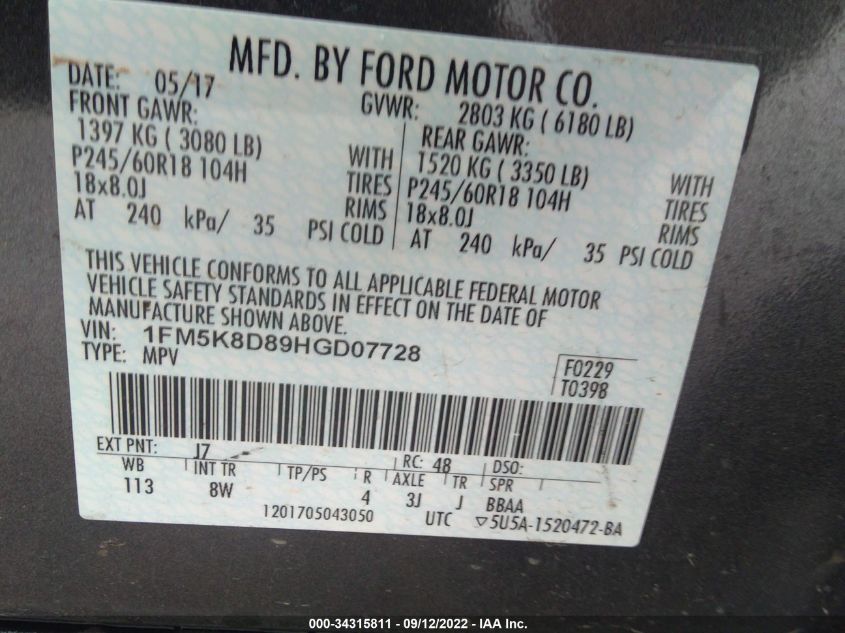 MFD. BY FORD MOTOR CO.
DATE: 05/17 GVWR: 2803 KG ( 6180 LB)
FRONT GAWR: REAR GAWR:
1397 KG ( 3080 LB) WITH 1520 KG ( 3350 LB) WITH
P245/60R18 104H TIRES P245/60R18 104H TIRES
18x8.0J RIMS 18x8.0J RIMS
AT 240 kPa/ 35 PSI COLD AT 240 kPa/ 35 PSI COLD
THIS VEHICLE CONFORMS TO ALL APPLICABLE FEDERAL MOTOR
VEHICLE SAFETY STANDARDS IN EFFECT ON THE DATE OF
MANUFACTURE SHOWN ABOVE.
VIN: 1FM5K8D89HGD07728
TYPE: MPV F0229
T0398
EXT PNT: J7 RC: 48 DSO:
WB INT TR TP/PS R AXLE TR SPR
113 8W 4 3J J BBAA
1201705043050 UTC ▽5U5A-1520472-BA
000-34315811 - 09/12/2022 - IAA Inc.